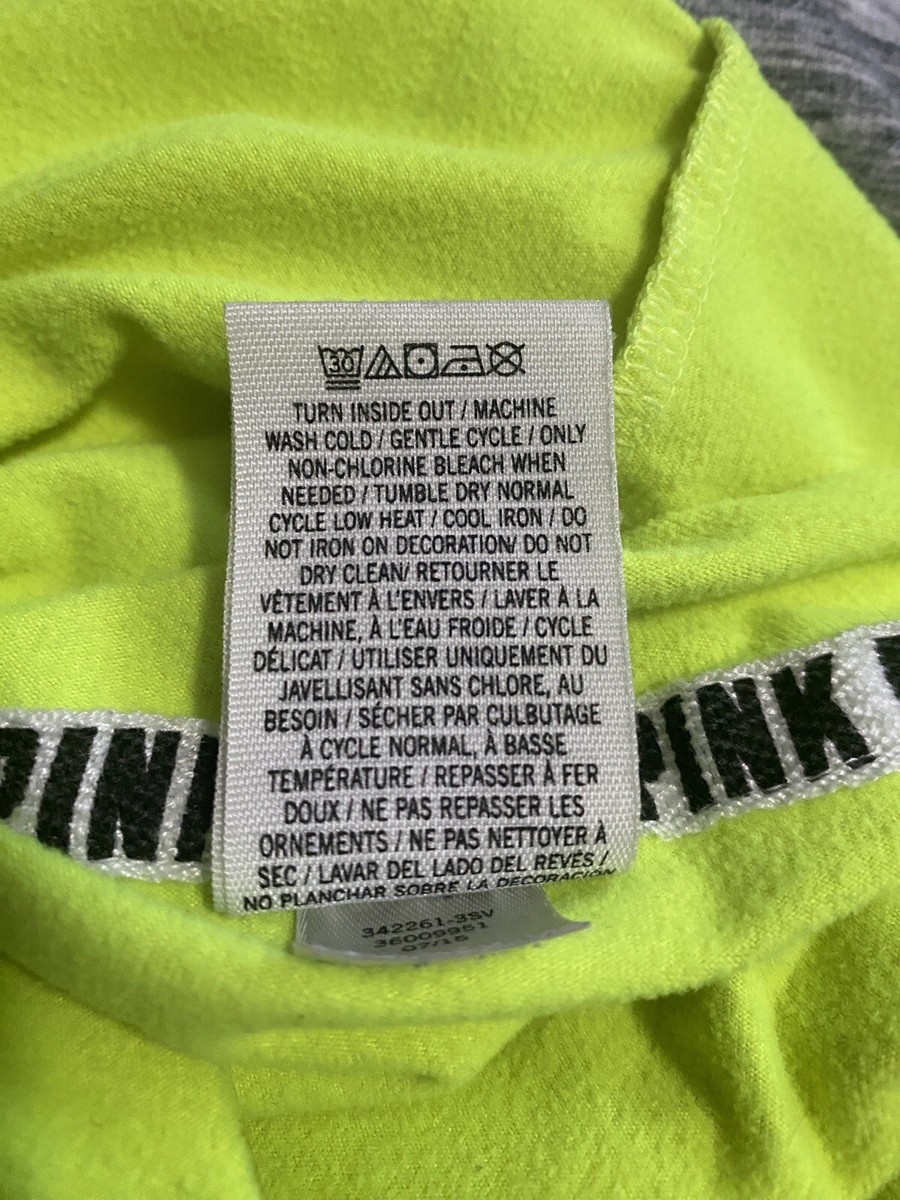 30
TURN INSIDE OUT / MACHINE
WASH COLD / GENTLE CYCLE / ONLY
NON-CHLORINE BLEACH WHEN
NEEDED / TUMBLE DRY NORMAL
CYCLE LOW HEAT / COOL IRON / DO
NOT IRON ON DECORATION/ DO NOT
DRY CLEAN/ RETOURNER LE
VÊTEMENT À L'ENVERS / LAVER À LA
MACHINE, À L'EAU FROIDE / CYCLE
DÉLICAT / UTILISER UNIQUEMENT DU
JAVELLISANT SANS CHLORE, AU
BESOIN / SÉCHER PAR CULBUTAGE
À CYCLE NORMAL, À BASSE
TEMPÉRATURE / REPASSER À FER
DOUX / NE PAS REPASSER LES
ORNEMENTS / NE PAS NETTOYER À
SEC / LAVAR DEL LADO DEL REVES /
NO PLANCHAR SOBRE LA DECORACIÓN
PINK
PINK
342261-3SV
36009951
07/15